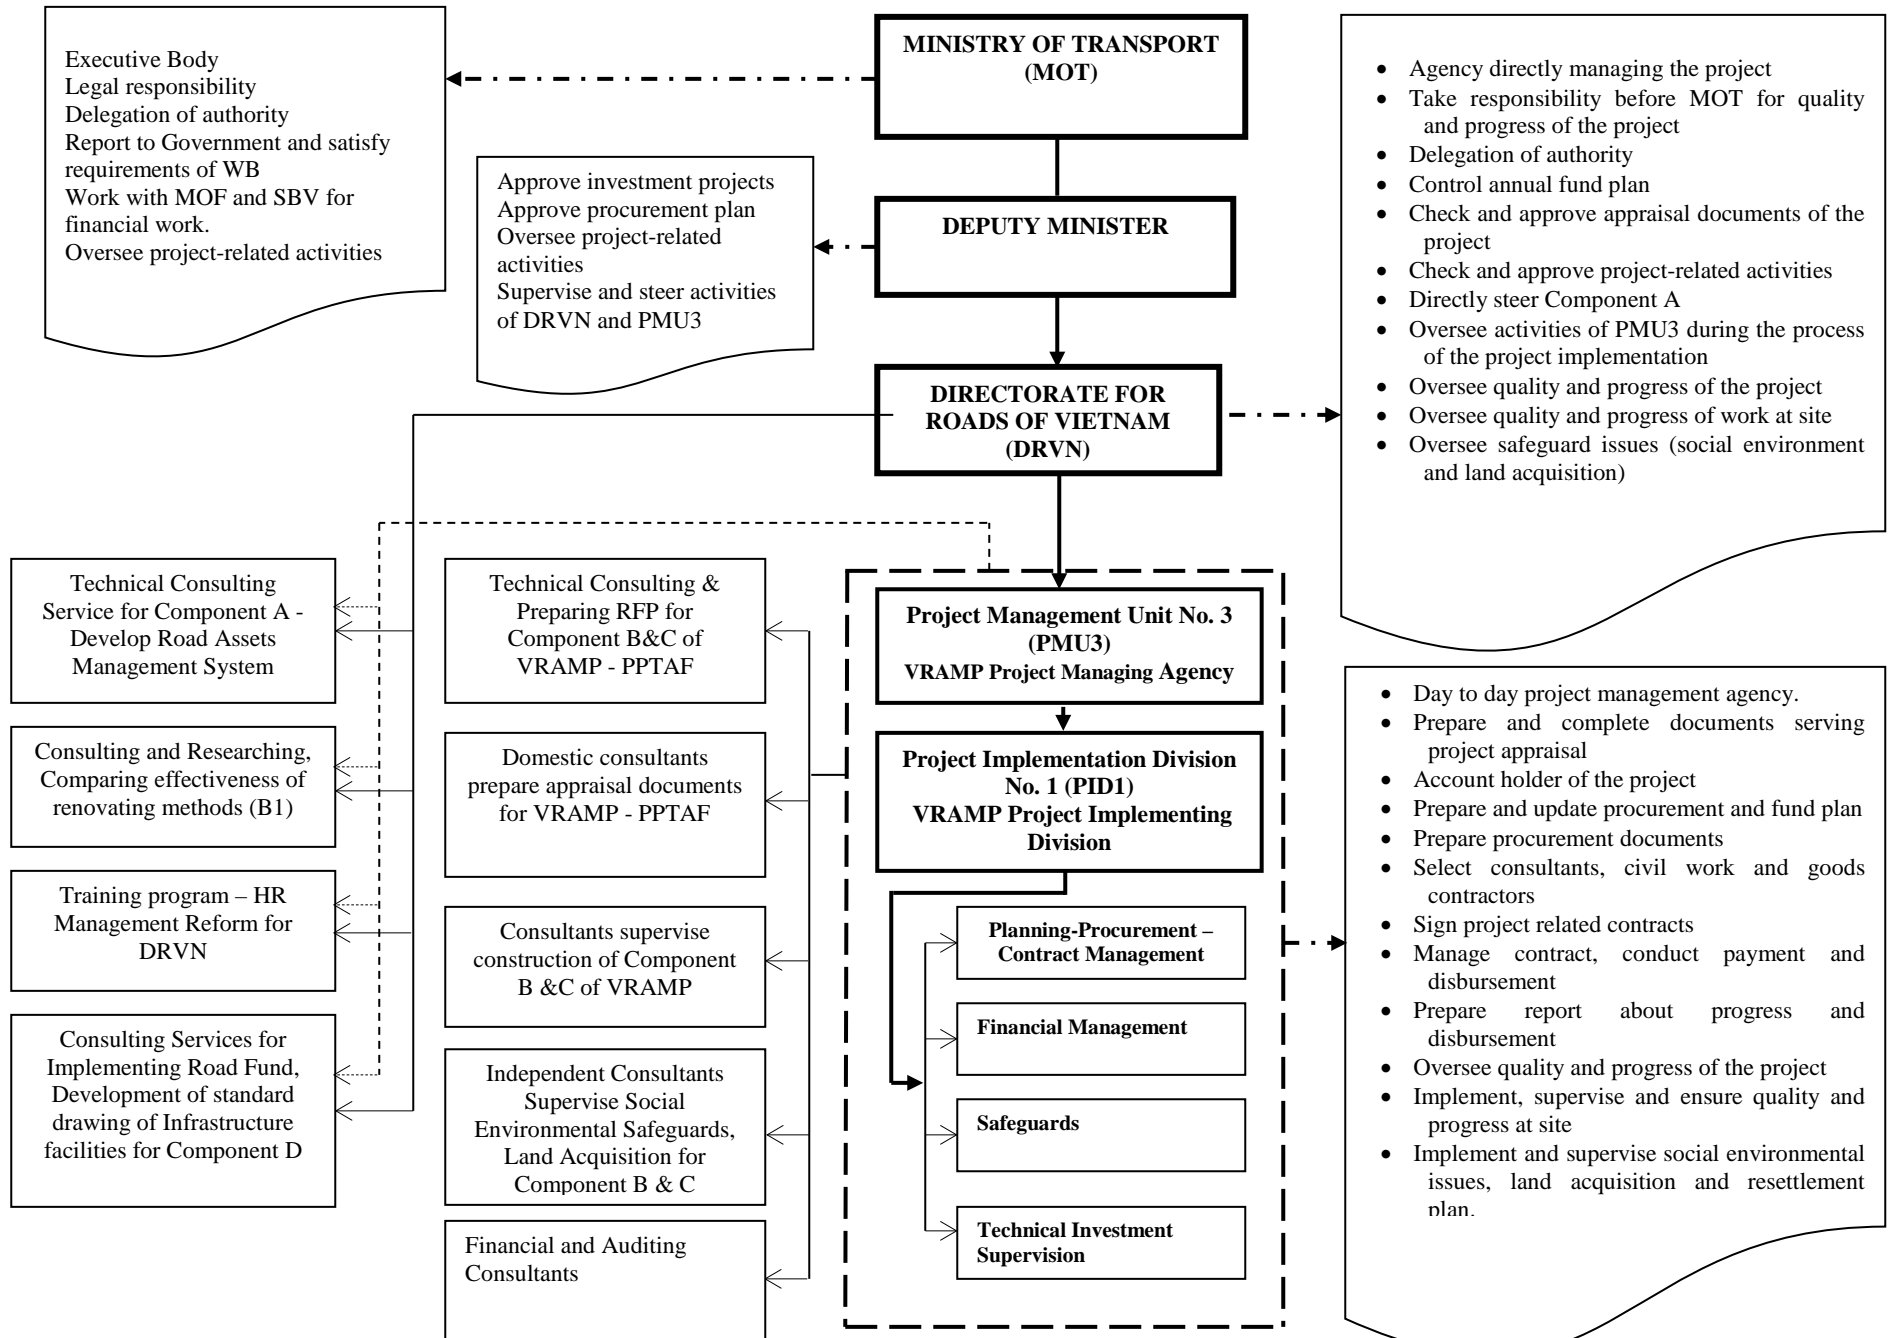 Executive Body
Legal responsibility
Delegation of authority
Report to Government and satisfy
requirements of WB
Work with MOF and SBV for
financial work.
Oversee project-related activities
MINISTRY OF TRANSPORT
(MOT)
Approve investment projects
Approve procurement plan
Oversee project-related
activities
Supervise and steer activities
of DRVN and PMU3
DEPUTY MINISTER
DIRECTORATE FOR
ROADS OF VIETNAM
(DRVN)
• Agency directly managing the project
• Take responsibility before MOT for quality
and progress of the project
• Delegation of authority
• Control annual fund plan
• Check and approve appraisal documents of the
project
• Check and approve project-related activities
• Directly steer Component A
• Oversee activities of PMU3 during the process
of the project implementation
• Oversee quality and progress of the project
• Oversee quality and progress of work at site
• Oversee safeguard issues (social environment
and land acquisition)
Technical Consulting
Service for Component A -
Develop Road Assets
Management System
Consulting and Researching,
Comparing effectiveness of
renovating methods (B1)
Training program – HR
Management Reform for
DRVN
Consulting Services for
Implementing Road Fund,
Development of standard
drawing of Infrastructure
facilities for Component D
Technical Consulting &
Preparing RFP for
Component B&C of
VRAMP - PPTAF
Domestic consultants
prepare appraisal documents
for VRAMP - PPTAF
Consultants supervise
construction of Component
B &C of VRAMP
Independent Consultants
Supervise Social
Environmental Safeguards,
Land Acquisition for
Component B & C
Financial and Auditing
Consultants
Project Management Unit No. 3
(PMU3)
VRAMP Project Managing Agency
Project Implementation Division
No. 1 (PID1)
VRAMP Project Implementing
Division
Planning-Procurement –
Contract Management
Financial Management
Safeguards
Technical Investment
Supervision
• Day to day project management agency.
• Prepare and complete documents serving
project appraisal
• Account holder of the project
• Prepare and update procurement and fund plan
• Prepare procurement documents
• Select consultants, civil work and goods
contractors
• Sign project related contracts
• Manage contract, conduct payment and
disbursement
• Prepare report about progress and
disbursement
• Oversee quality and progress of the project
• Implement, supervise and ensure quality and
progress at site
• Implement and supervise social environmental
issues, land acquisition and resettlement
plan.